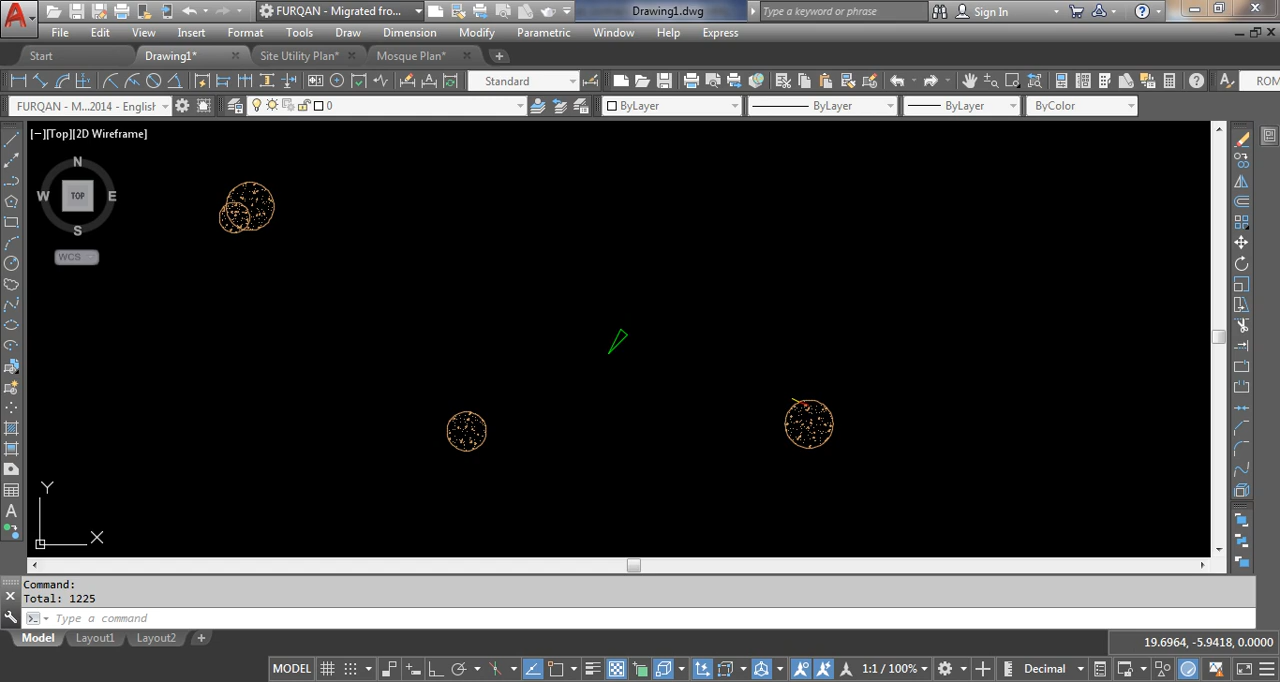 FURQAN - Migrated fro... Drawing1.dwg Type a keyword or phrase Sign In
File Edit View Insert Format Tools Draw Dimension Modify Parametric Window Help Express
Start Drawing1* Site Utility Plan* Mosque Plan*
Standard ROM
FURQAN - M...2014 - English 0 ByLayer ByLayer ByLayer ByColor
[−][Top][2D Wireframe]
N
W TOP E
S
WCS
Y
X
Command:
Total: 1225
Type a command
Model Layout1 Layout2
19.6964, -5.9418, 0.0000
MODEL 1:1 / 100% Decimal